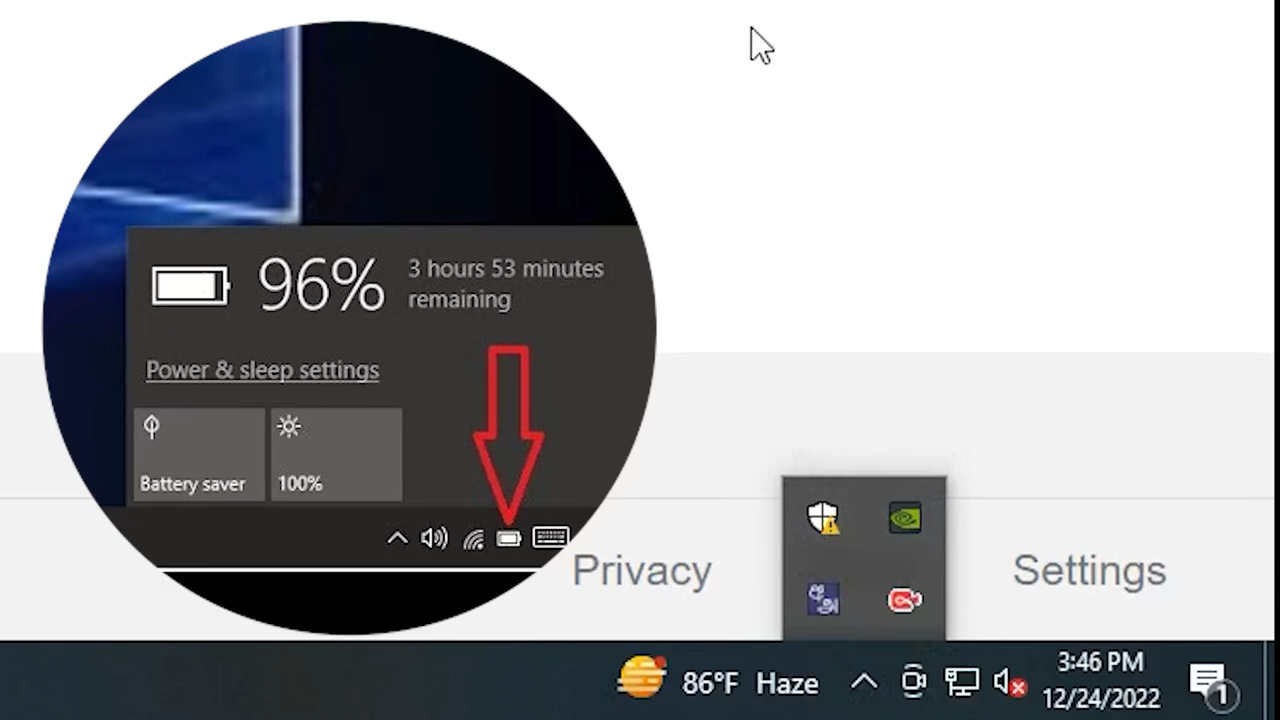 96%
3 hours 53 minutes
remaining
Power & sleep settings
Battery saver
100%
Privacy
Settings
86°F Haze
3:46 PM
12/24/2022
1